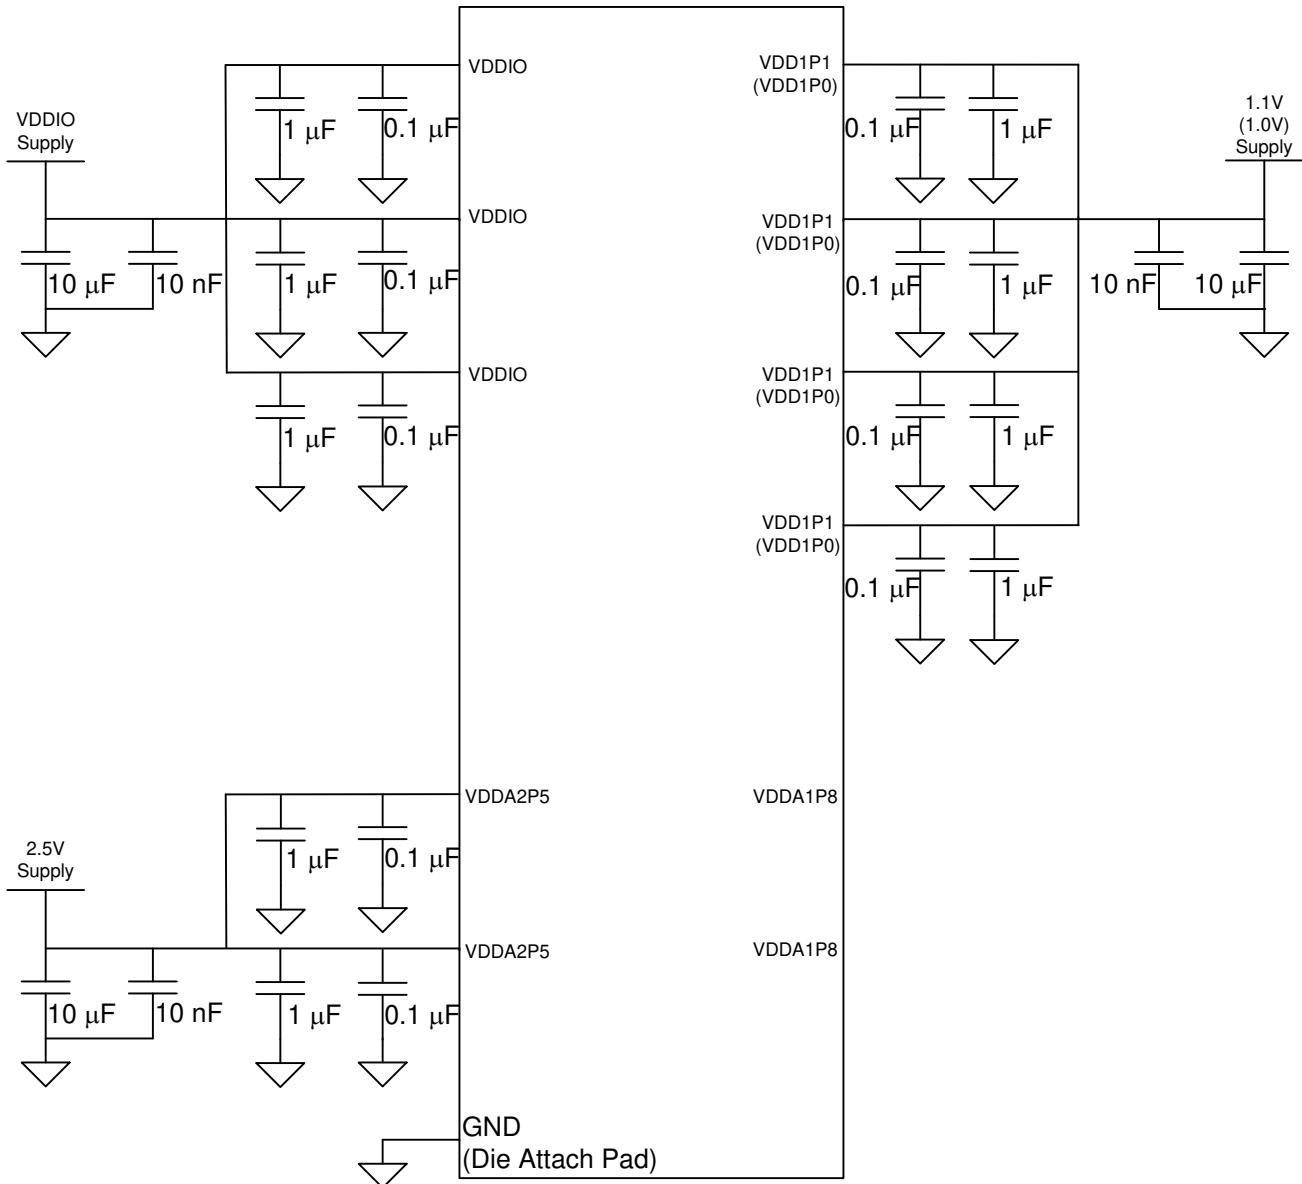 VDDIO
Supply
10 μF
10 nF
VDDIO
1 μF
0.1 μF
VDDIO
1 μF
0.1 μF
VDDIO
1 μF
0.1 μF
VDD1P1
(VDD1P0)
0.1 μF
1 μF
VDD1P1
(VDD1P0)
0.1 μF
1 μF
VDD1P1
(VDD1P0)
0.1 μF
1 μF
VDD1P1
(VDD1P0)
0.1 μF
1 μF
1.1V
(1.0V)
Supply
10 nF
10 μF
2.5V
Supply
10 μF
10 nF
VDDA2P5
1 μF
0.1 μF
VDDA2P5
1 μF
0.1 μF
VDDA1P8
VDDA1P8
GND
(Die Attach Pad)